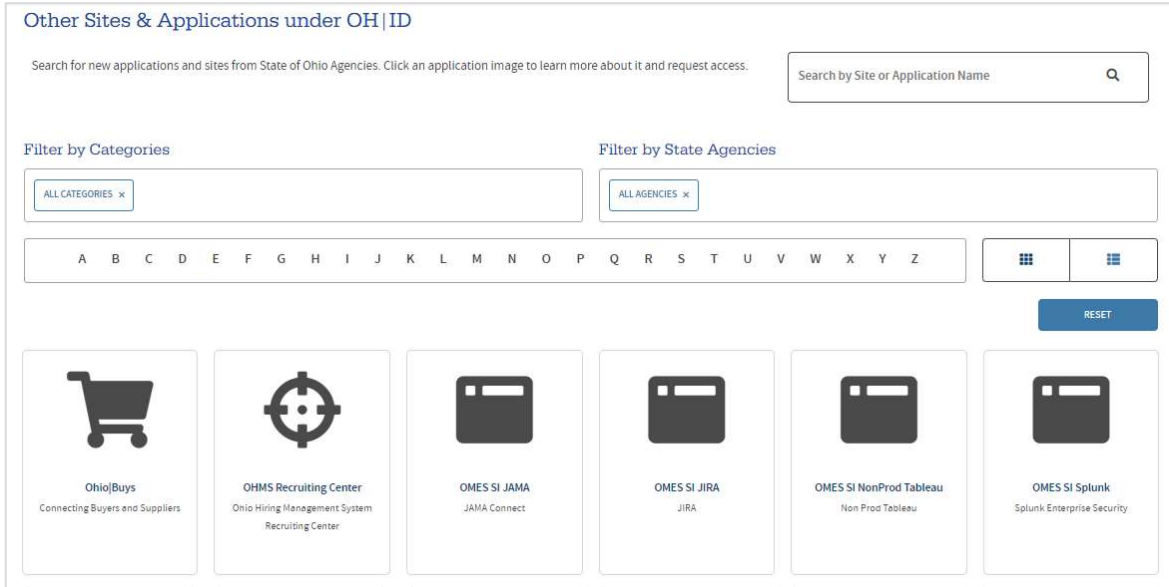 Other Sites & Applications under OH|ID
Search for new applications and sites from State of Ohio Agencies. Click an application image to learn more about it and request access.
Search by Site or Application Name
Filter by Categories
Filter by State Agencies
ALL CATEGORIES ×
ALL AGENCIES ×
A B C D E F G H I J K L M N O P Q R S T U V W X Y Z
RESET
Ohio|Buys
Connecting Buyers and Suppliers
OHMS Recruiting Center
Ohio Hiring Management System
Recruiting Center
OMES SI JAMA
JAMA Connect
OMES SI JIRA
JIRA
OMES SI NonProd Tableau
Non Prod Tableau
OMES SI Splunk
Splunk Enterprise Security